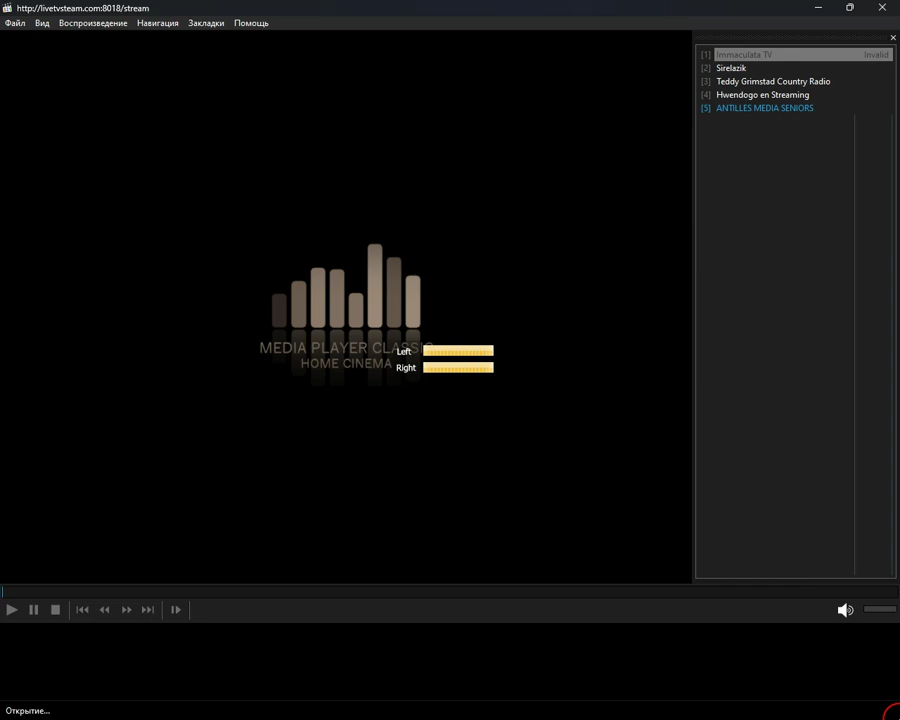 http://livetvsteam.com:8018/stream
Файл Вид Воспроизведение Навигация Закладки Помощь
[1] Immaculata TV Invalid
[2] Sirelazik
[3] Teddy Grimstad Country Radio
[4] Hwendogo en Streaming
[5] ANTILLES MEDIA SENIORS
MEDIA PLAYER CLASSIC
HOME CINEMA
Left
Right
Открытие...